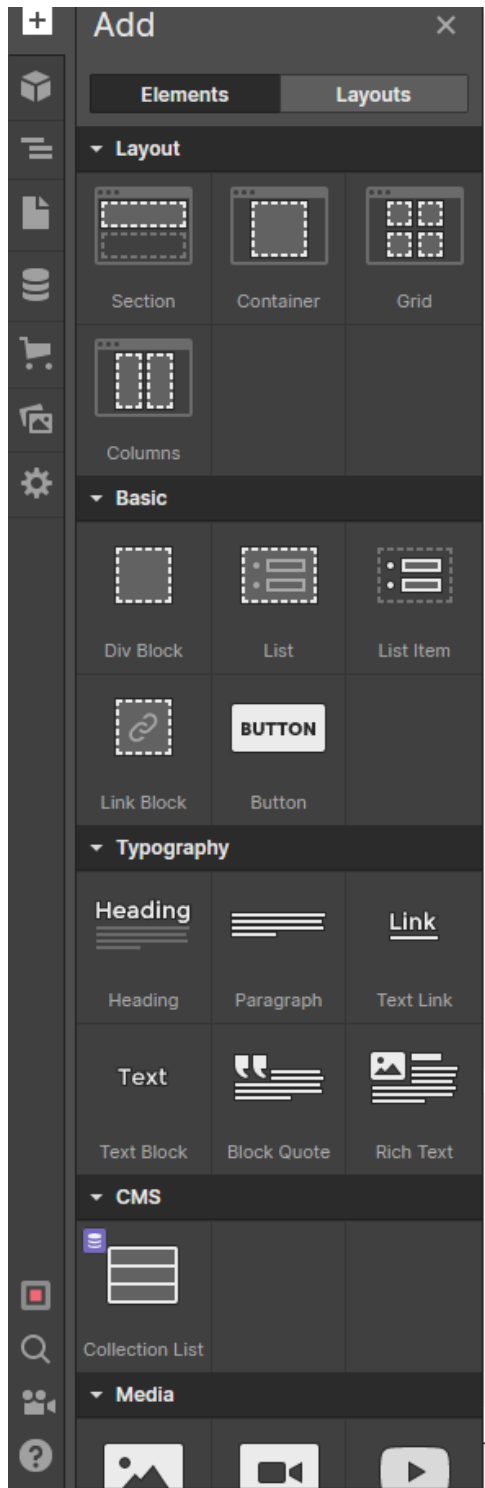 Add
Elements Layouts
Layout
Section Container Grid
Columns
Basic
Div Block List List Item
BUTTON
Link Block Button
Typography
Heading Link
Heading Paragraph Text Link
Text
Text Block Block Quote Rich Text
CMS
Collection List
Media